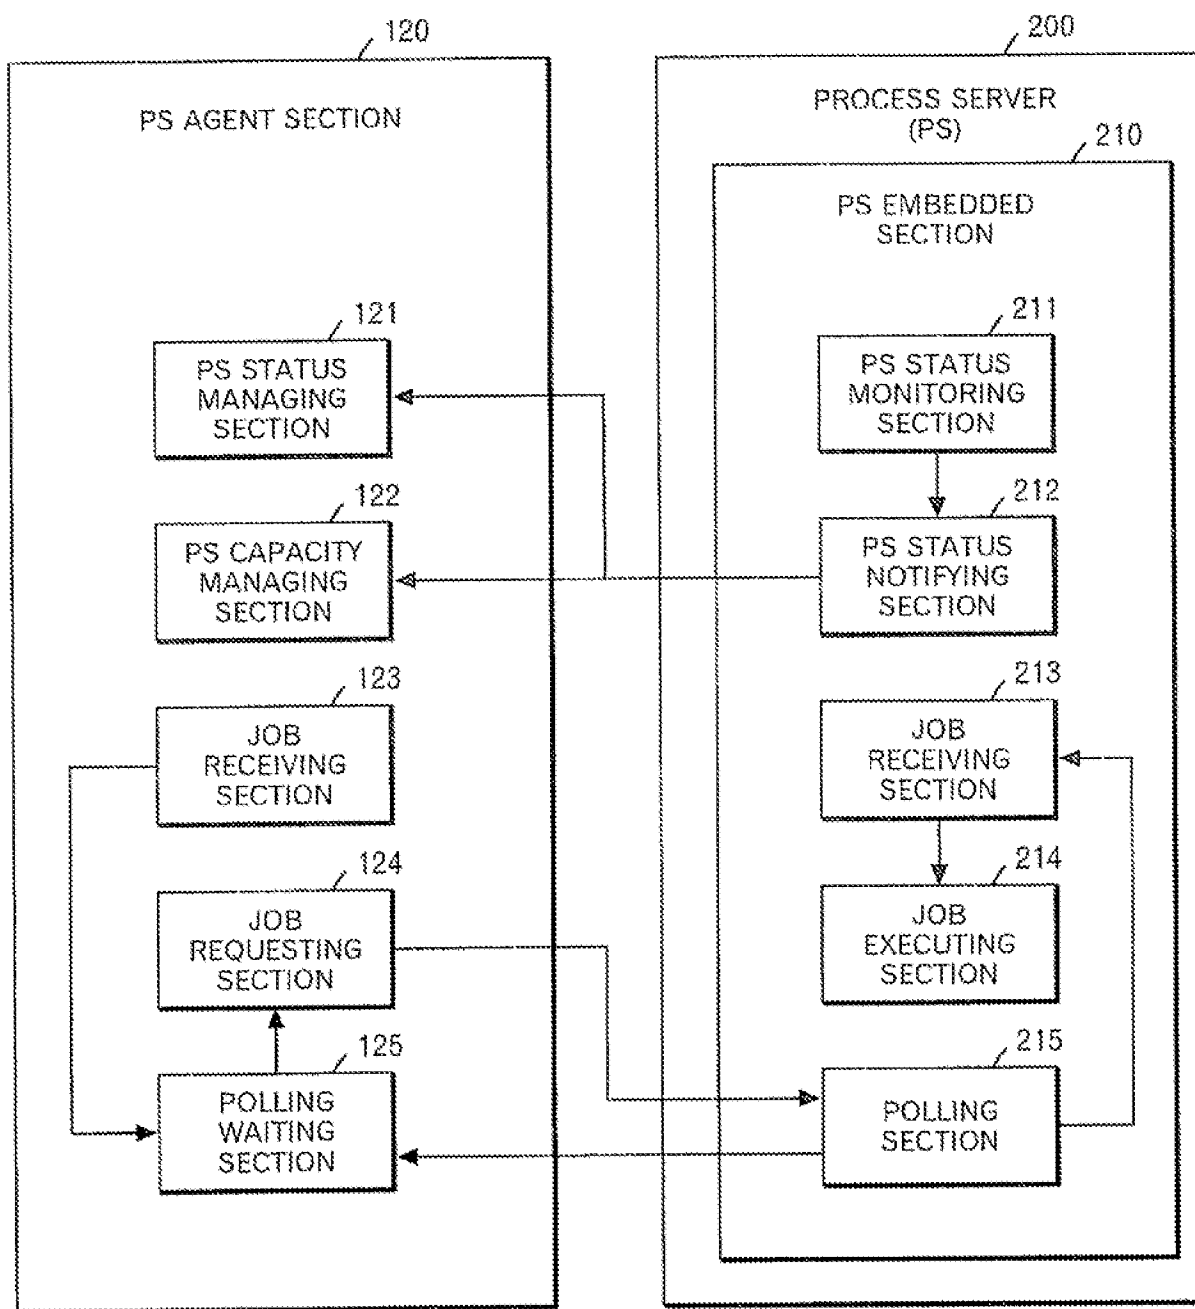 120
PS AGENT SECTION
121
PS STATUS
MANAGING
SECTION
122
PS CAPACITY
MANAGING
SECTION
123
JOB
RECEIVING
SECTION
124
JOB
REQUESTING
SECTION
125
POLLING
WAITING
SECTION
200
PROCESS SERVER
(PS)
210
PS EMBEDDED
SECTION
211
PS STATUS
MONITORING
SECTION
212
PS STATUS
NOTIFYING
SECTION
213
JOB
RECEIVING
SECTION
214
JOB
EXECUTING
SECTION
215
POLLING
SECTION